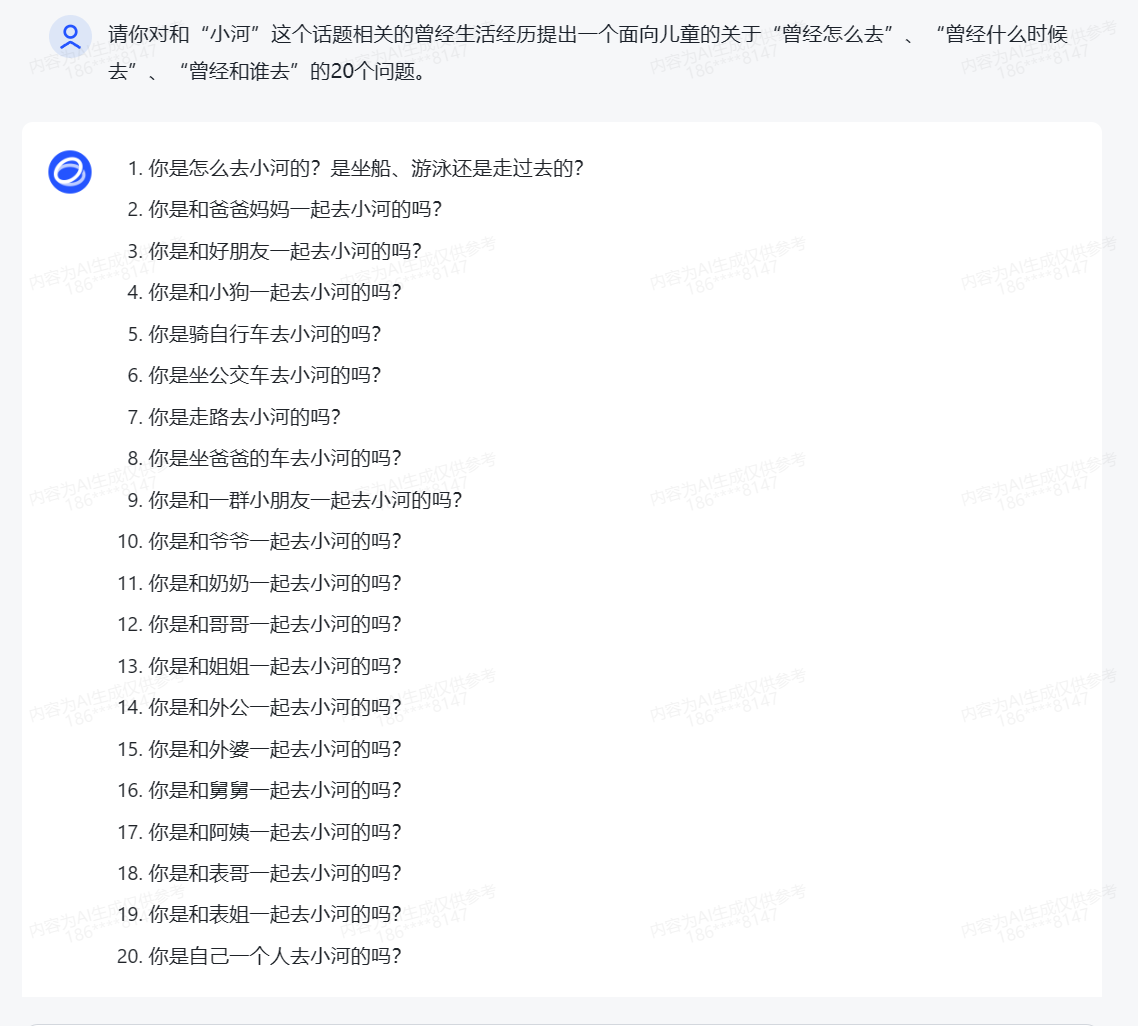 请你对和“小河”这个话题相关的曾经生活经历提出一个面向儿童的关于“曾经怎么去”、“曾经什么时候
去”、“曾经和谁去”的20个问题。
1. 你是怎么去小河的？是坐船、游泳还是走过去的？
2. 你是和爸爸妈妈一起去小河的吗？
3. 你是和好朋友一起去小河的吗？
4. 你是和小狗一起去小河的吗？
5. 你是骑自行车去小河的吗？
6. 你是坐公交车去小河的吗？
7. 你是走路去小河的吗？
8. 你是坐爸爸的车去小河的吗？
9. 你是和一群小朋友一起去小河的吗？
10. 你是和爷爷一起去小河的吗？
11. 你是和奶奶一起去小河的吗？
12. 你是和哥哥一起去小河的吗？
13. 你是和姐姐一起去小河的吗？
14. 你是和外公一起去小河的吗？
15. 你是和外婆一起去小河的吗？
16. 你是和舅舅一起去小河的吗？
17. 你是和阿姨一起去小河的吗？
18. 你是和表哥一起去小河的吗？
19. 你是和表姐一起去小河的吗？
20. 你是自己一个人去小河的吗？
内容为AI生成仅供参考
186****8147